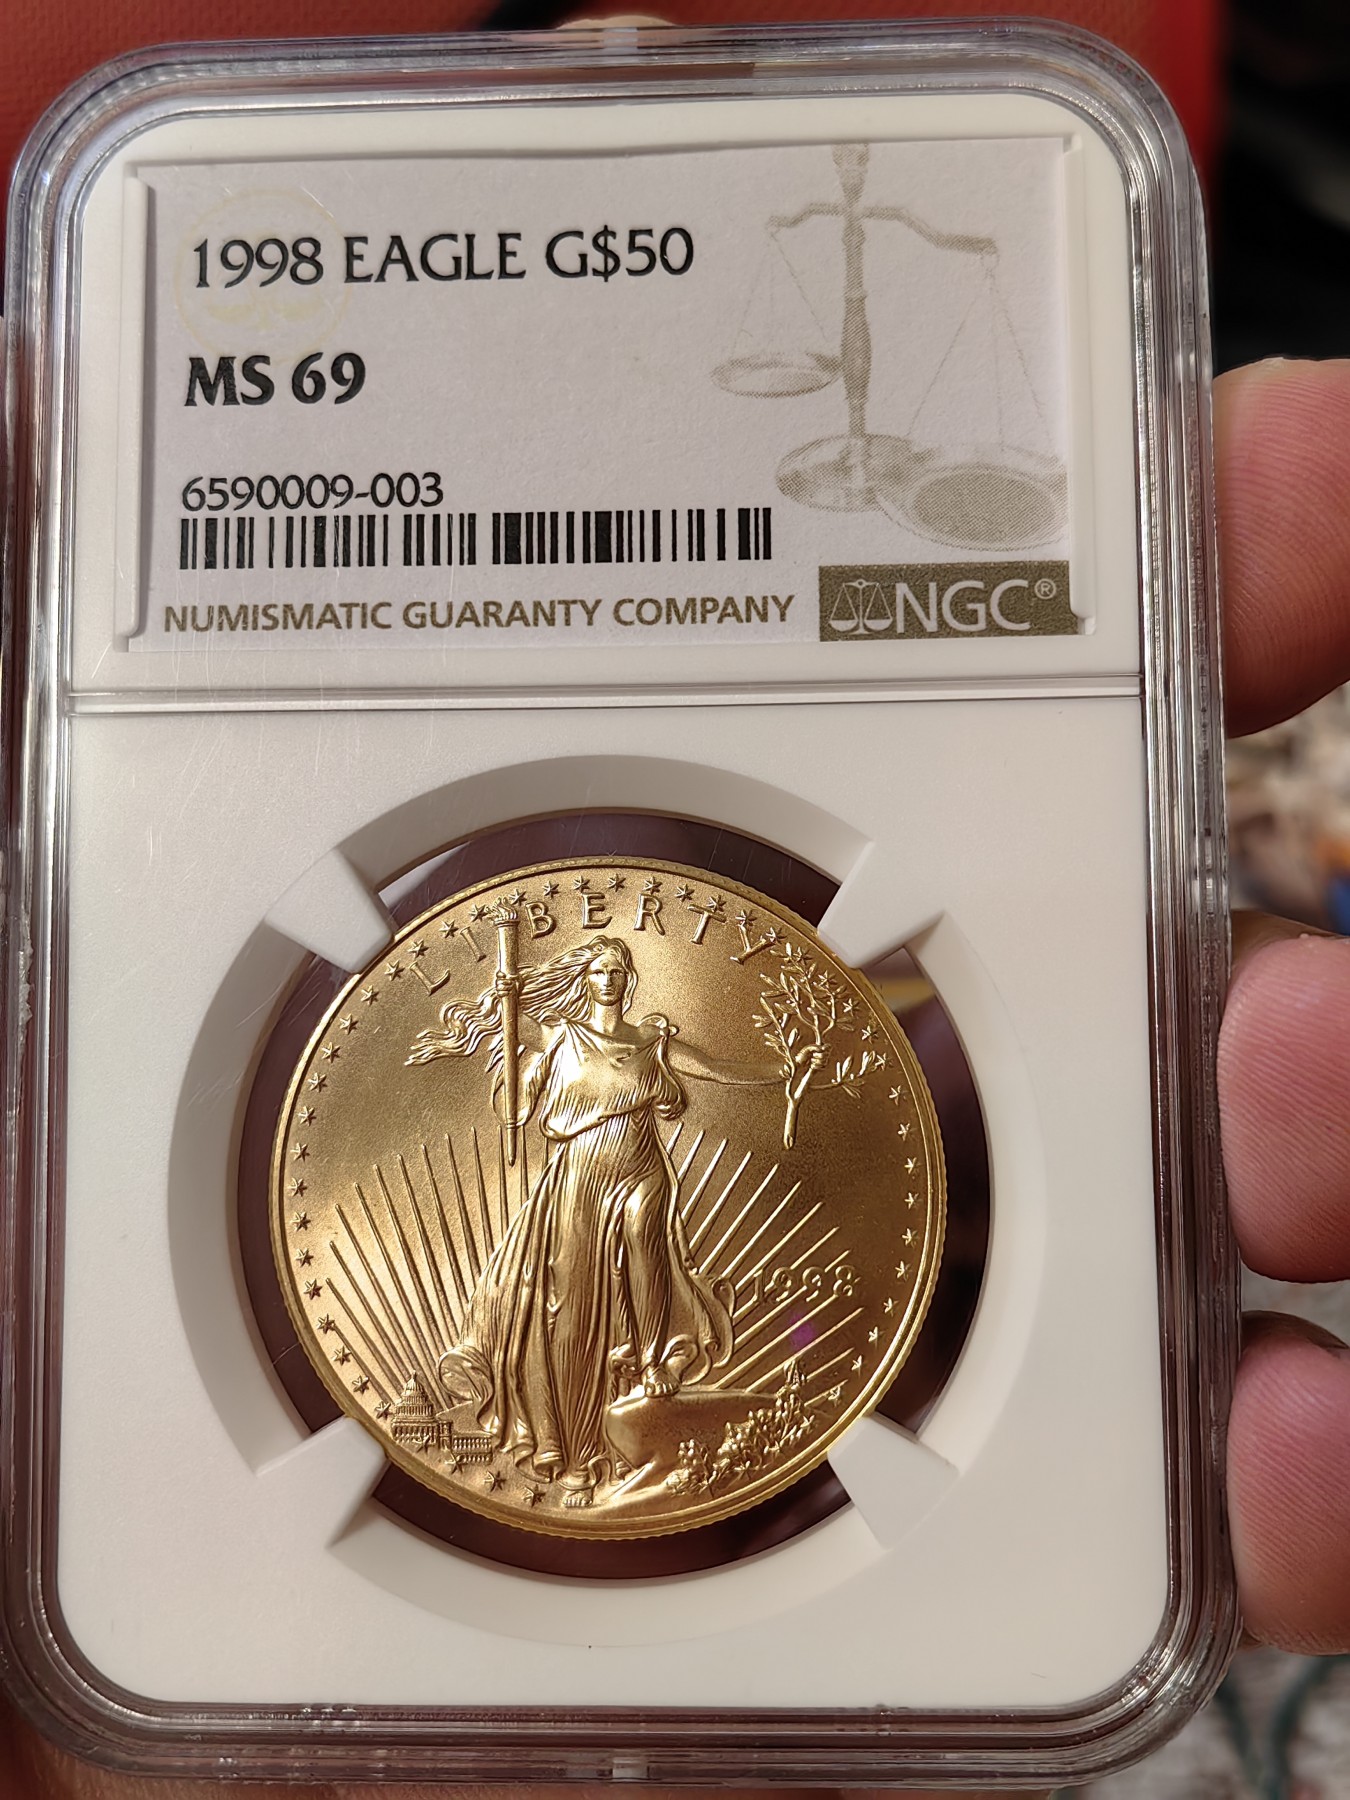 1998 EAGLE G$50
MS 69
6590009-003
NUMISMATIC GUARANTY COMPANY
NGC®
LIBERTY
1998